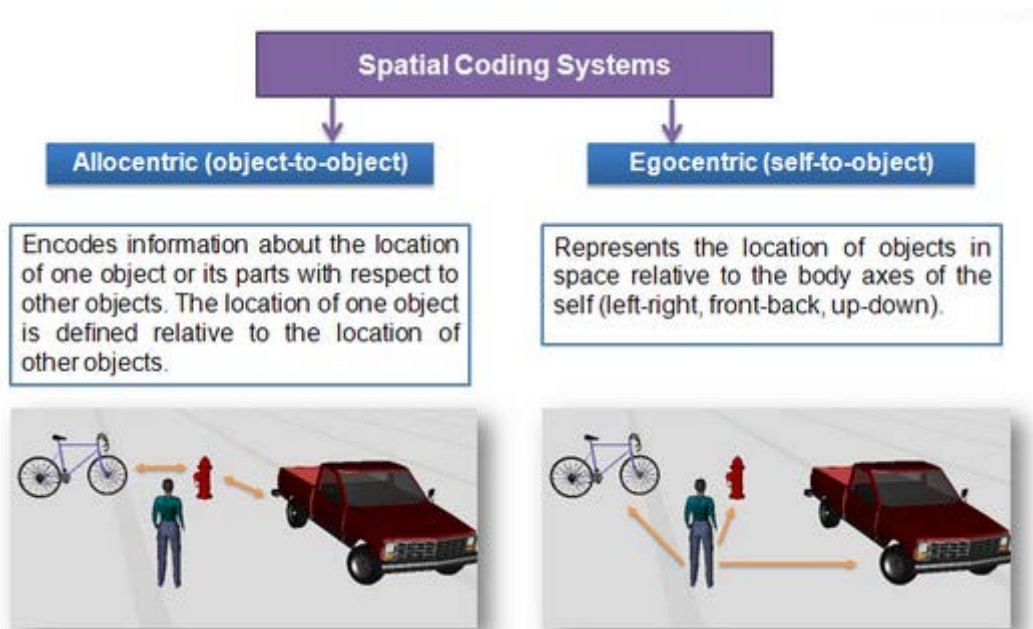 Spatial Coding Systems
Allocentric (object-to-object)
Egocentric (self-to-object)
Encodes information about the location
of one object or its parts with respect to
other objects. The location of one object
is defined relative to the location of
other objects.
Represents the location of objects in
space relative to the body axes of the
self (left-right, front-back, up-down).